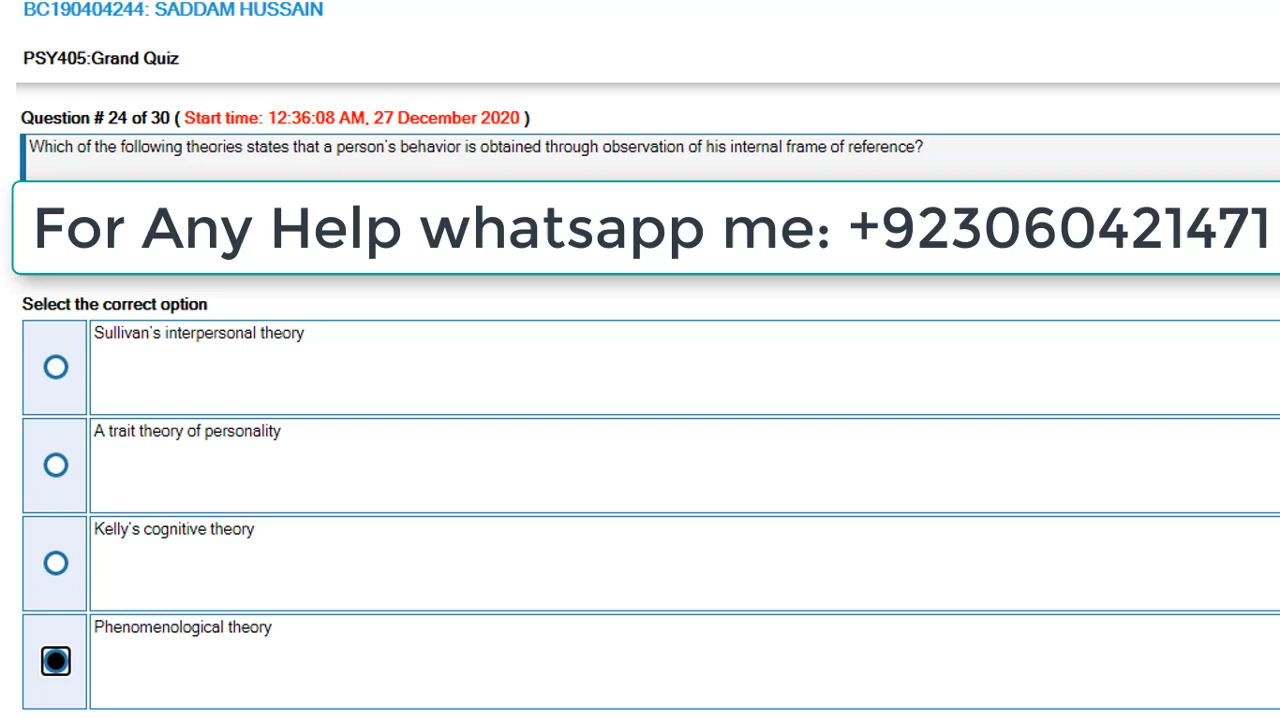 BC190404244: SADDAM HUSSAIN
PSY405:Grand Quiz
Question # 24 of 30 ( Start time: 12:36:08 AM, 27 December 2020 )
Which of the following theories states that a person's behavior is obtained through observation of his internal frame of reference?
For Any Help whatsapp me: +923060421471
Select the correct option
Sullivan's interpersonal theory
A trait theory of personality
Kelly's cognitive theory
Phenomenological theory